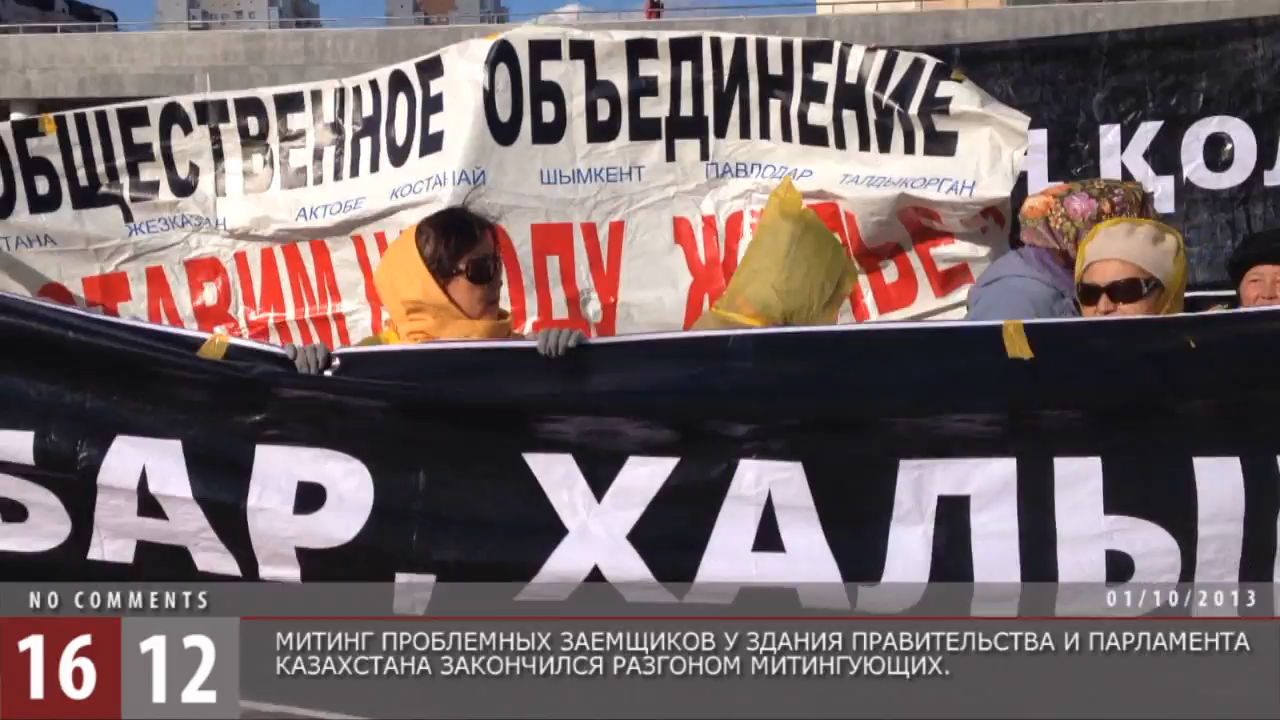 ОБЩЕСТВЕННОЕ ОБЪЕДИНЕНИЕ
ЖЕЗКАЗАН АКТОБЕ КОСТАНАЙ ШЫМКЕНТ ПАВЛОДАР ТАЛДЫКОРГАН
ЖИЛЬЕ"
ҚОЛ
БАР, ХАЛЫ
NO COMMENTS
01/10/2013
16 12
МИТИНГ ПРОБЛЕМНЫХ ЗАЕМЩИКОВ У ЗДАНИЯ ПРАВИТЕЛЬСТВА И ПАРЛАМЕНТА
КАЗАХСТАНА ЗАКОНЧИЛСЯ РАЗГОНОМ МИТИНГУЮЩИХ.